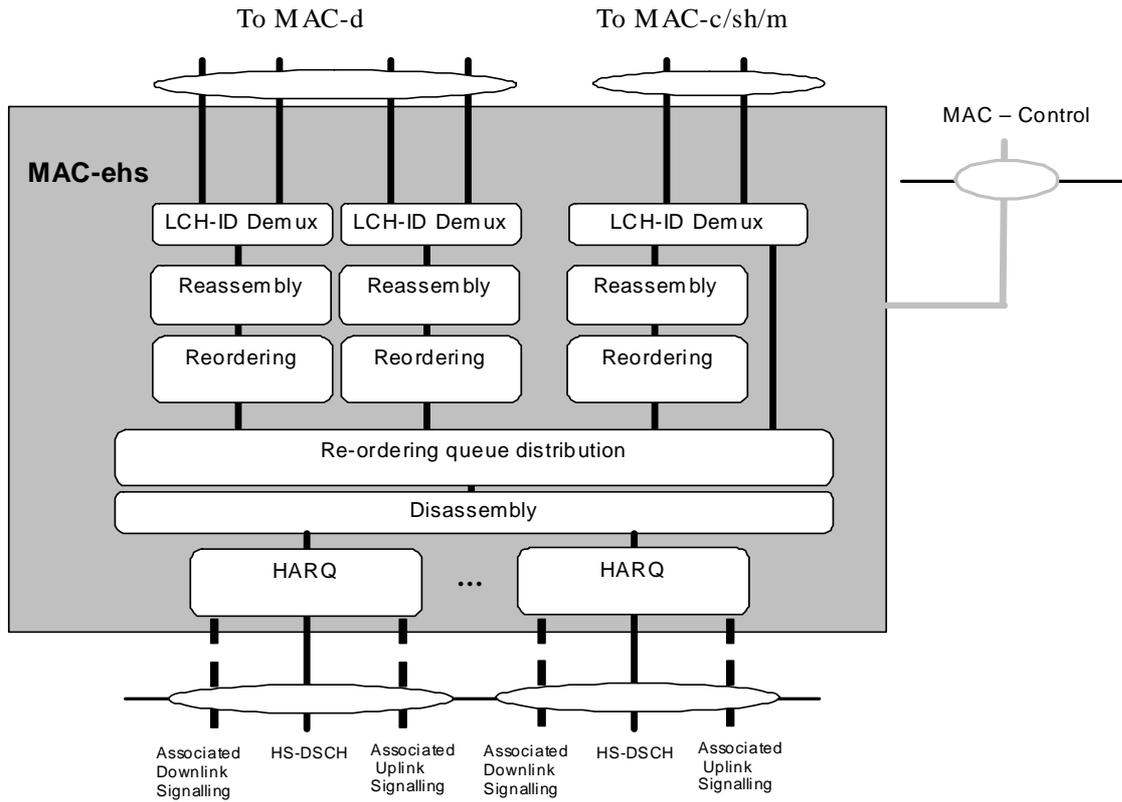 To MAC-d
To MAC-c/sh/m
MAC – Control
MAC-ehs
LCH-ID Demux
LCH-ID Demux
LCH-ID Demux
Reassembly
Reassembly
Reassembly
Reordering
Reordering
Reordering
Re-ordering queue distribution
Disassembly
HARQ
...
HARQ
Associated
Downlink
Signalling
HS-DSCH
Associated
Uplink
Signalling
Associated
Downlink
Signalling
HS-DSCH
Associated
Uplink
Signalling